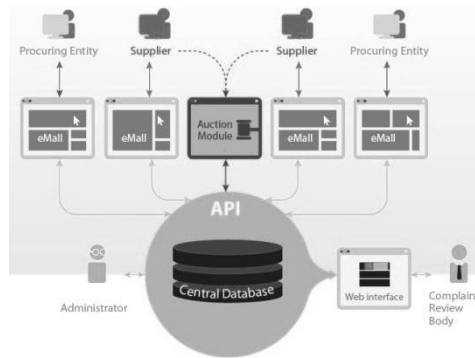 Procuring Entity
Supplier
Supplier
Procuring Entity
eMall
eMall
Auction
Module
eMall
eMall
API
Central Database
Administrator
Web interface
Complain
Review
Body